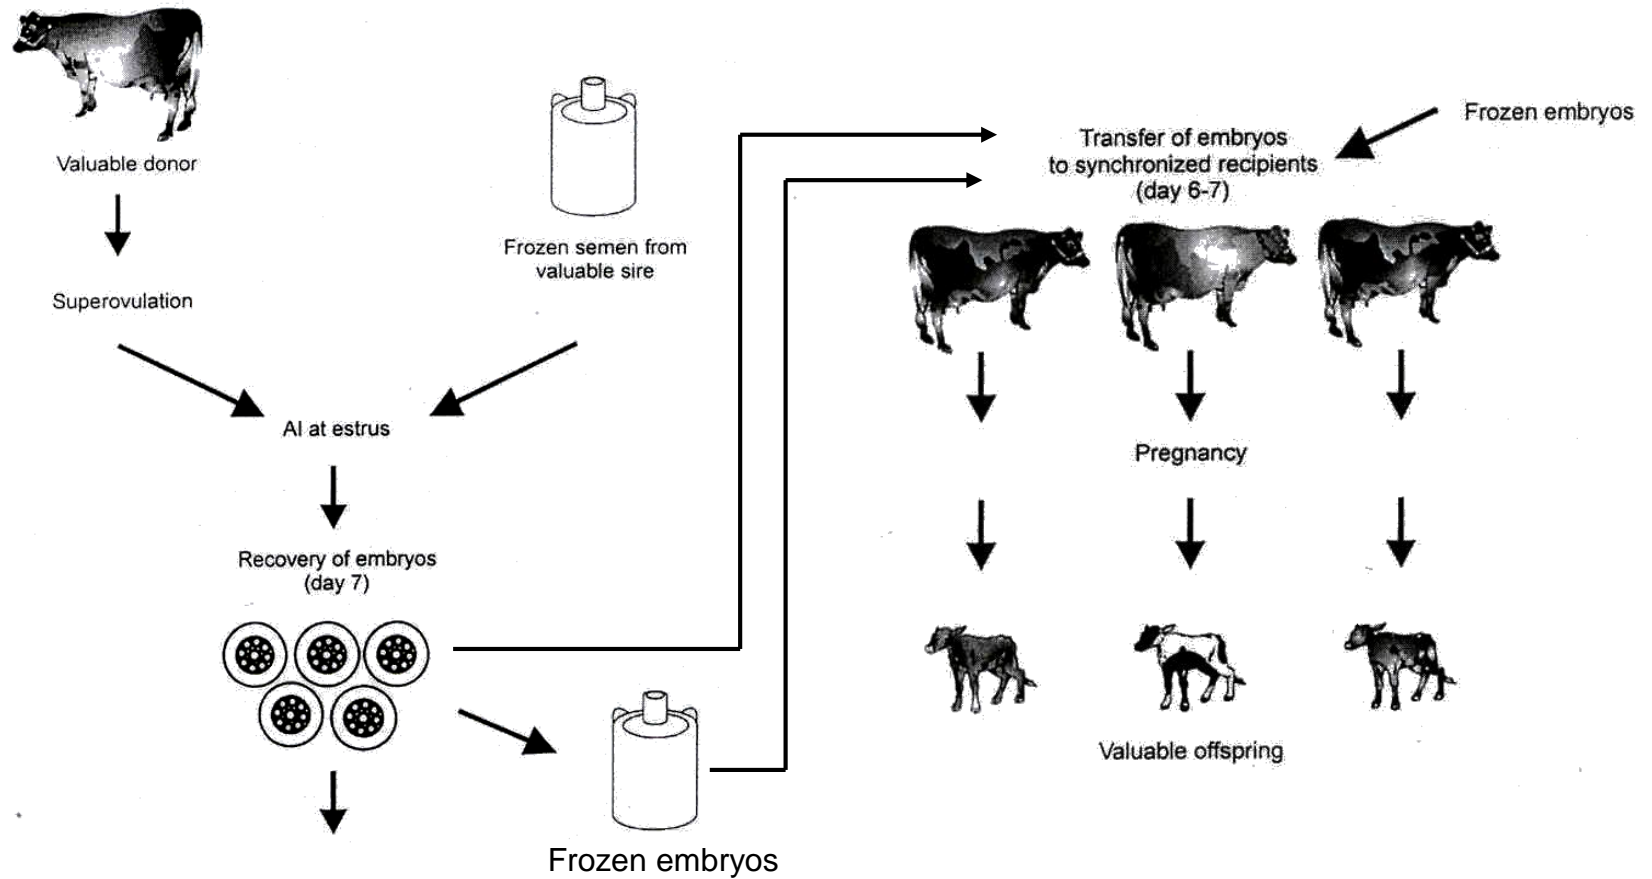 Valuable donor
Superovulation
Frozen semen from
valuable sire
AI at estrus
Recovery of embryos
(day 7)
Frozen embryos
Frozen embryos
Transfer of embryos
to synchronized recipients
(day 6-7)
Pregnancy
Valuable offspring